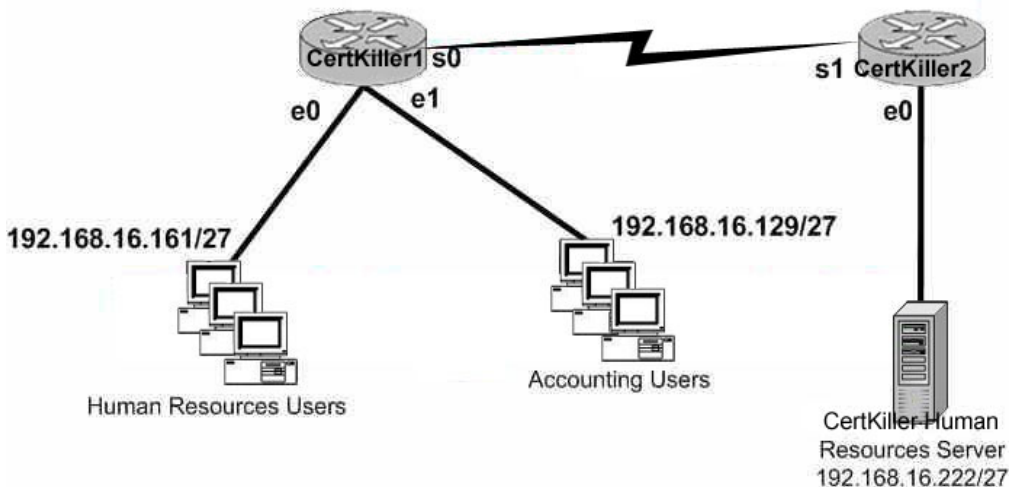 CertKiller1
s0
s1
CertKiller2
e0
e1
e0
192.168.16.161/27
192.168.16.129/27
Human Resources Users
Accounting Users
CertKiller Human
Resources Server
192.168.16.222/27